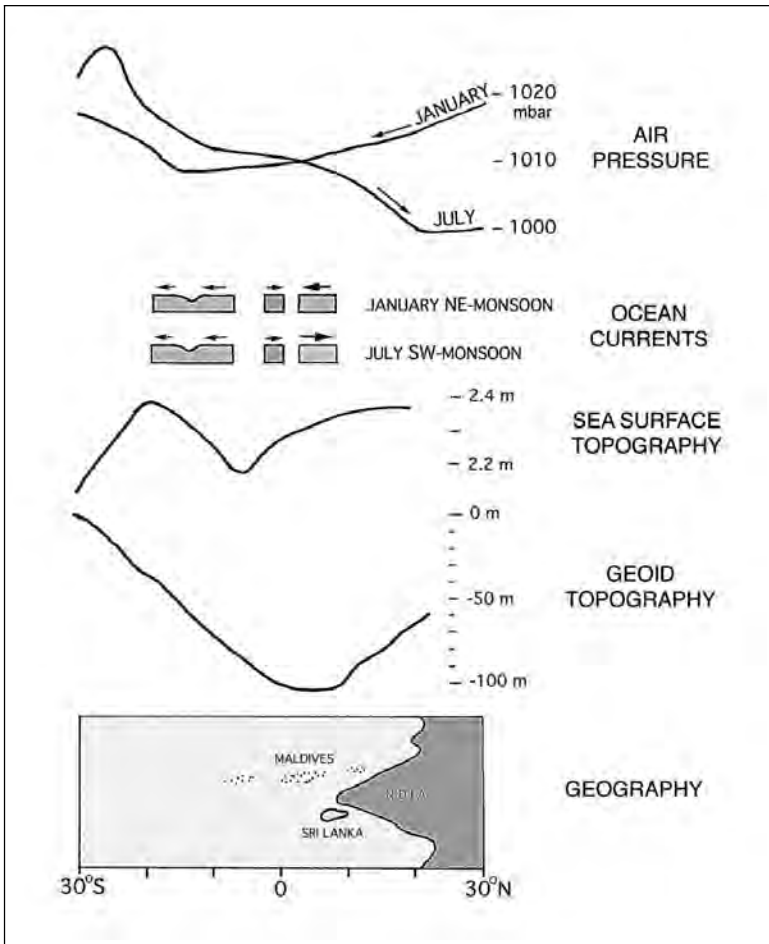 JANUARY
1020
mbar
AIR
PRESSURE
1010
JULY
1000
JANUARY NE-MONSOON
OCEAN
CURRENTS
JULY SW-MONSOON
2.4 m
SEA SURFACE
TOPOGRAPHY
2.2 m
0 m
GEOID
TOPOGRAPHY
-50 m
-100 m
MALDIVES
INDIA
GEOGRAPHY
SRI LANKA
30°S
0
30°N